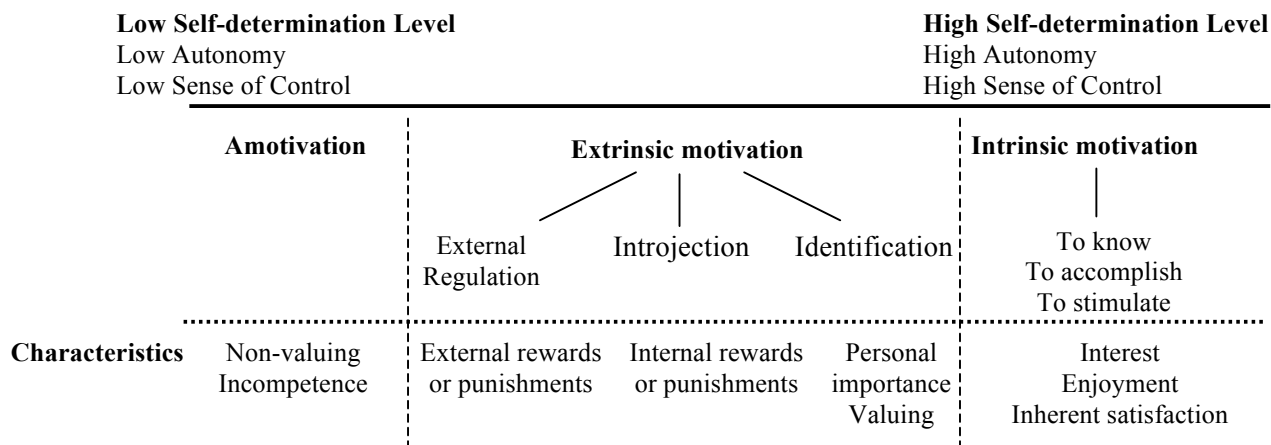 Low Self-determination Level
Low Autonomy
Low Sense of Control
High Self-determination Level
High Autonomy
High Sense of Control
Amotivation
Extrinsic motivation
Intrinsic motivation
External
Regulation
Introjection
Identification
To know
To accomplish
To stimulate
Characteristics
Non-valuing
Incompetence
External rewards
or punishments
Internal rewards
or punishments
Personal
importance
Valuing
Interest
Enjoyment
Inherent satisfaction